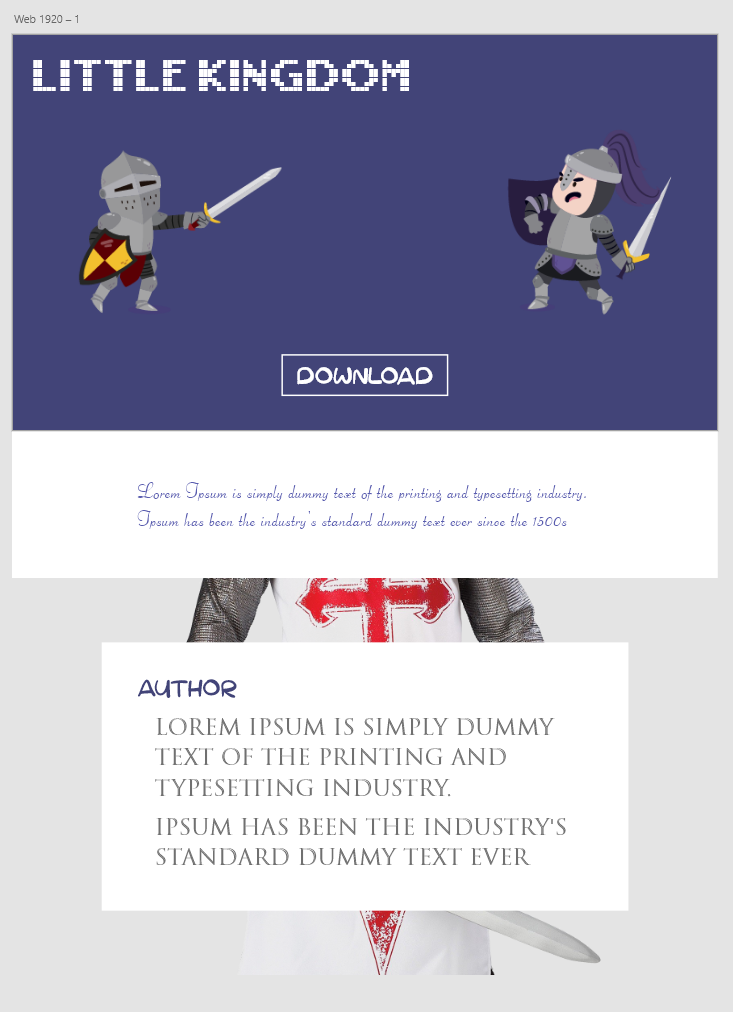 Web 1920 – 1
LITTLE KINGDOM
DOWNLOAD
Lorem Ipsum is simply dummy text of the printing and typesetting industry.
Ipsum has been the industry's standard dummy text ever since the 1500s
AUTHOR
LOREM IPSUM IS SIMPLY DUMMY
TEXT OF THE PRINTING AND
TYPESETTING INDUSTRY.
IPSUM HAS BEEN THE INDUSTRY'S
STANDARD DUMMY TEXT EVER